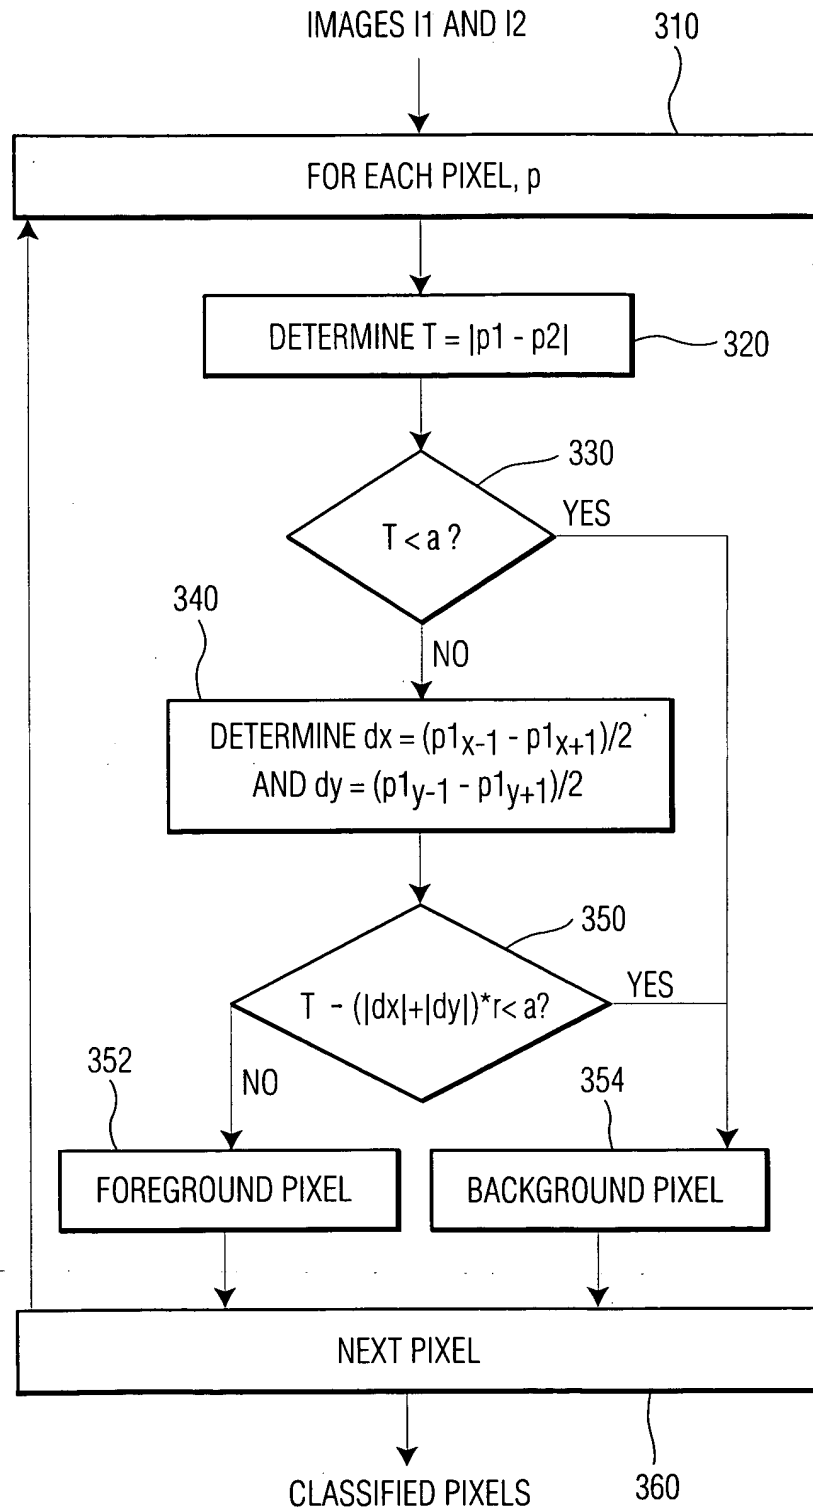 IMAGES I1 AND I2
310
FOR EACH PIXEL, p
DETERMINE T = |p1 - p2|
320
330
T < a ?
YES
340
NO
DETERMINE dx = (p1x-1 - p1x+1)/2
AND dy = (p1y-1 - p1y+1)/2
350
T - (|dx|+|dy|)*r< a?
YES
352
NO
354
FOREGROUND PIXEL
BACKGROUND PIXEL
NEXT PIXEL
CLASSIFIED PIXELS
360